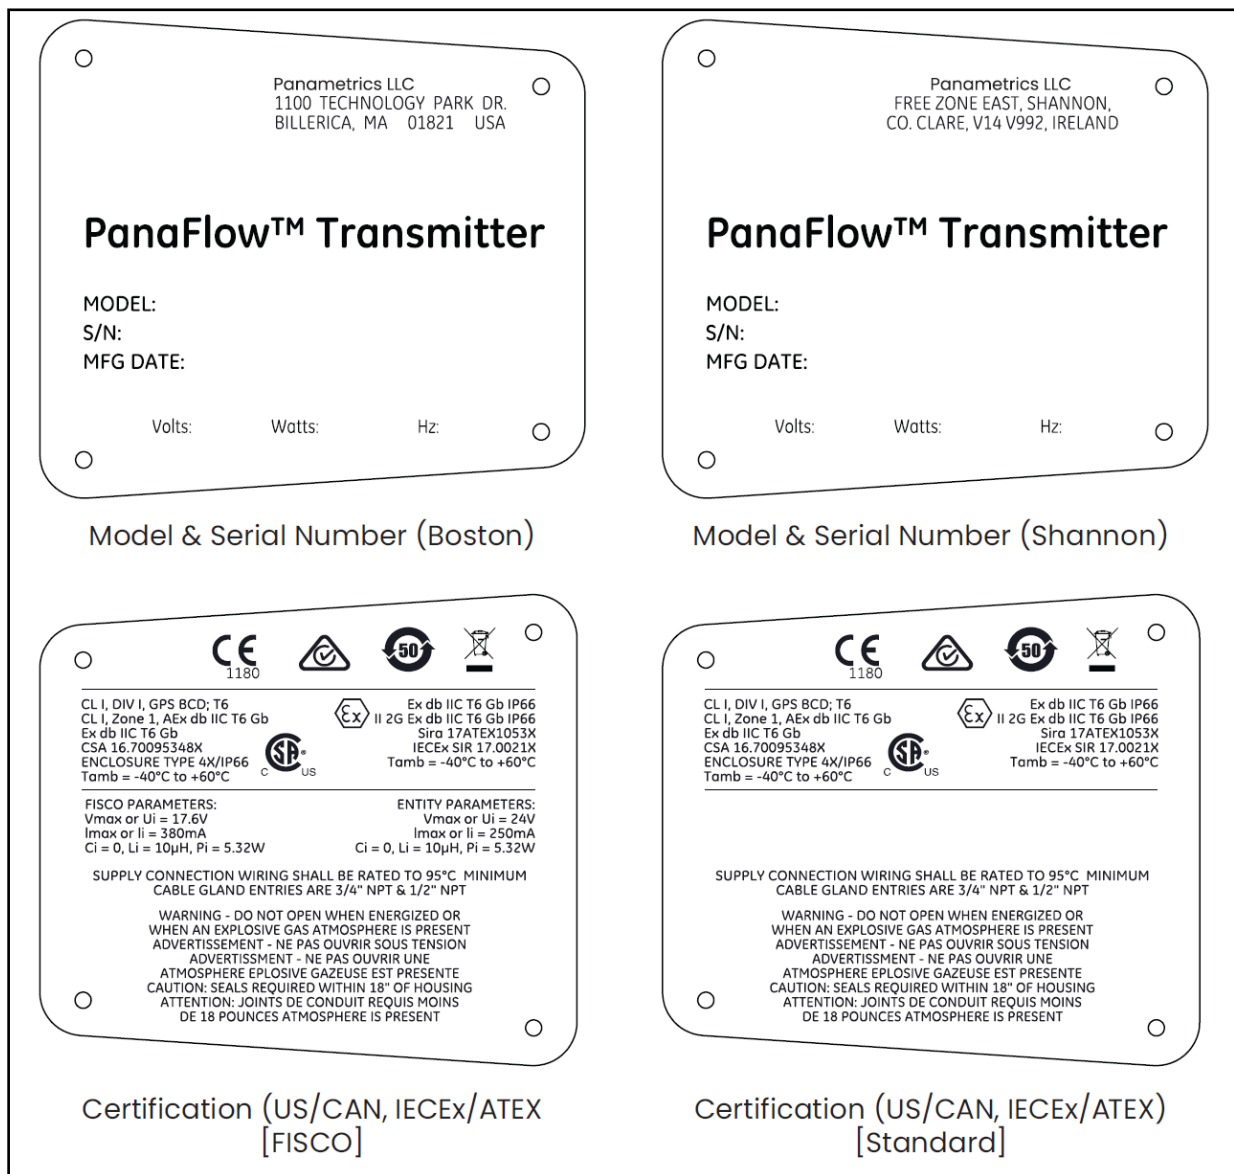 Panametrics LLC
1100 TECHNOLOGY PARK DR.
BILLERICA, MA 01821 USA
PanaFlow™ Transmitter
MODEL:
S/N:
MFG DATE:
Volts: Watts: Hz:
Model & Serial Number (Boston)
Panametrics LLC
FREE ZONE EAST, SHANNON,
CO. CLARE, V14 V992, IRELAND
PanaFlow™ Transmitter
MODEL:
S/N:
MFG DATE:
Volts: Watts: Hz:
Model & Serial Number (Shannon)
CE
1180
50
CL I, DIV I, GPS BCD; T6
CL I, Zone 1, AEx db IIC T6 Gb
Ex db IIC T6 Gb
CSA 16.70095348X
ENCLOSURE TYPE 4X/IP66
Tamb = -40°C to +60°C
C SA ® US
Ex
Ex db IIC T6 Gb IP66
II 2G Ex db IIC T6 Gb IP66
Sira 17ATEX1053X
IECEx SIR 17.0021X
Tamb = -40°C to +60°C
FISCO PARAMETERS:
Vmax or Ui = 17.6V
Imax or Ii = 380mA
Ci = 0, Li = 10µH, Pi = 5.32W
ENTITY PARAMETERS:
Vmax or Ui = 24V
Imax or Ii = 250mA
Ci = 0, Li = 10µH, Pi = 5.32W
SUPPLY CONNECTION WIRING SHALL BE RATED TO 95°C MINIMUM
CABLE GLAND ENTRIES ARE 3/4" NPT & 1/2" NPT
WARNING - DO NOT OPEN WHEN ENERGIZED OR
WHEN AN EXPLOSIVE GAS ATMOSPHERE IS PRESENT
ADVERTISSEMENT - NE PAS OUVRIR SOUS TENSION
ADVERTISSMENT - NE PAS OUVRIR UNE
ATMOSPHERE EPLOSIVE GAZEUSE EST PRESENTE
CAUTION: SEALS REQUIRED WITHIN 18" OF HOUSING
ATTENTION: JOINTS DE CONDUIT REQUIS MOINS
DE 18 POUNCES ATMOSPHERE IS PRESENT
Certification (US/CAN, IECEx/ATEX
[FISCO]
CE
1180
50
CL I, DIV I, GPS BCD; T6
CL I, Zone 1, AEx db IIC T6 Gb
Ex db IIC T6 Gb
CSA 16.70095348X
ENCLOSURE TYPE 4X/IP66
Tamb = -40°C to +60°C
C SA ® US
Ex
Ex db IIC T6 Gb IP66
II 2G Ex db IIC T6 Gb IP66
Sira 17ATEX1053X
IECEx SIR 17.0021X
Tamb = -40°C to +60°C
SUPPLY CONNECTION WIRING SHALL BE RATED TO 95°C MINIMUM
CABLE GLAND ENTRIES ARE 3/4" NPT & 1/2" NPT
WARNING - DO NOT OPEN WHEN ENERGIZED OR
WHEN AN EXPLOSIVE GAS ATMOSPHERE IS PRESENT
ADVERTISSEMENT - NE PAS OUVRIR SOUS TENSION
ADVERTISSMENT - NE PAS OUVRIR UNE
ATMOSPHERE EPLOSIVE GAZEUSE EST PRESENTE
CAUTION: SEALS REQUIRED WITHIN 18" OF HOUSING
ATTENTION: JOINTS DE CONDUIT REQUIS MOINS
DE 18 POUNCES ATMOSPHERE IS PRESENT
Certification (US/CAN, IECEx/ATEX)
[Standard]